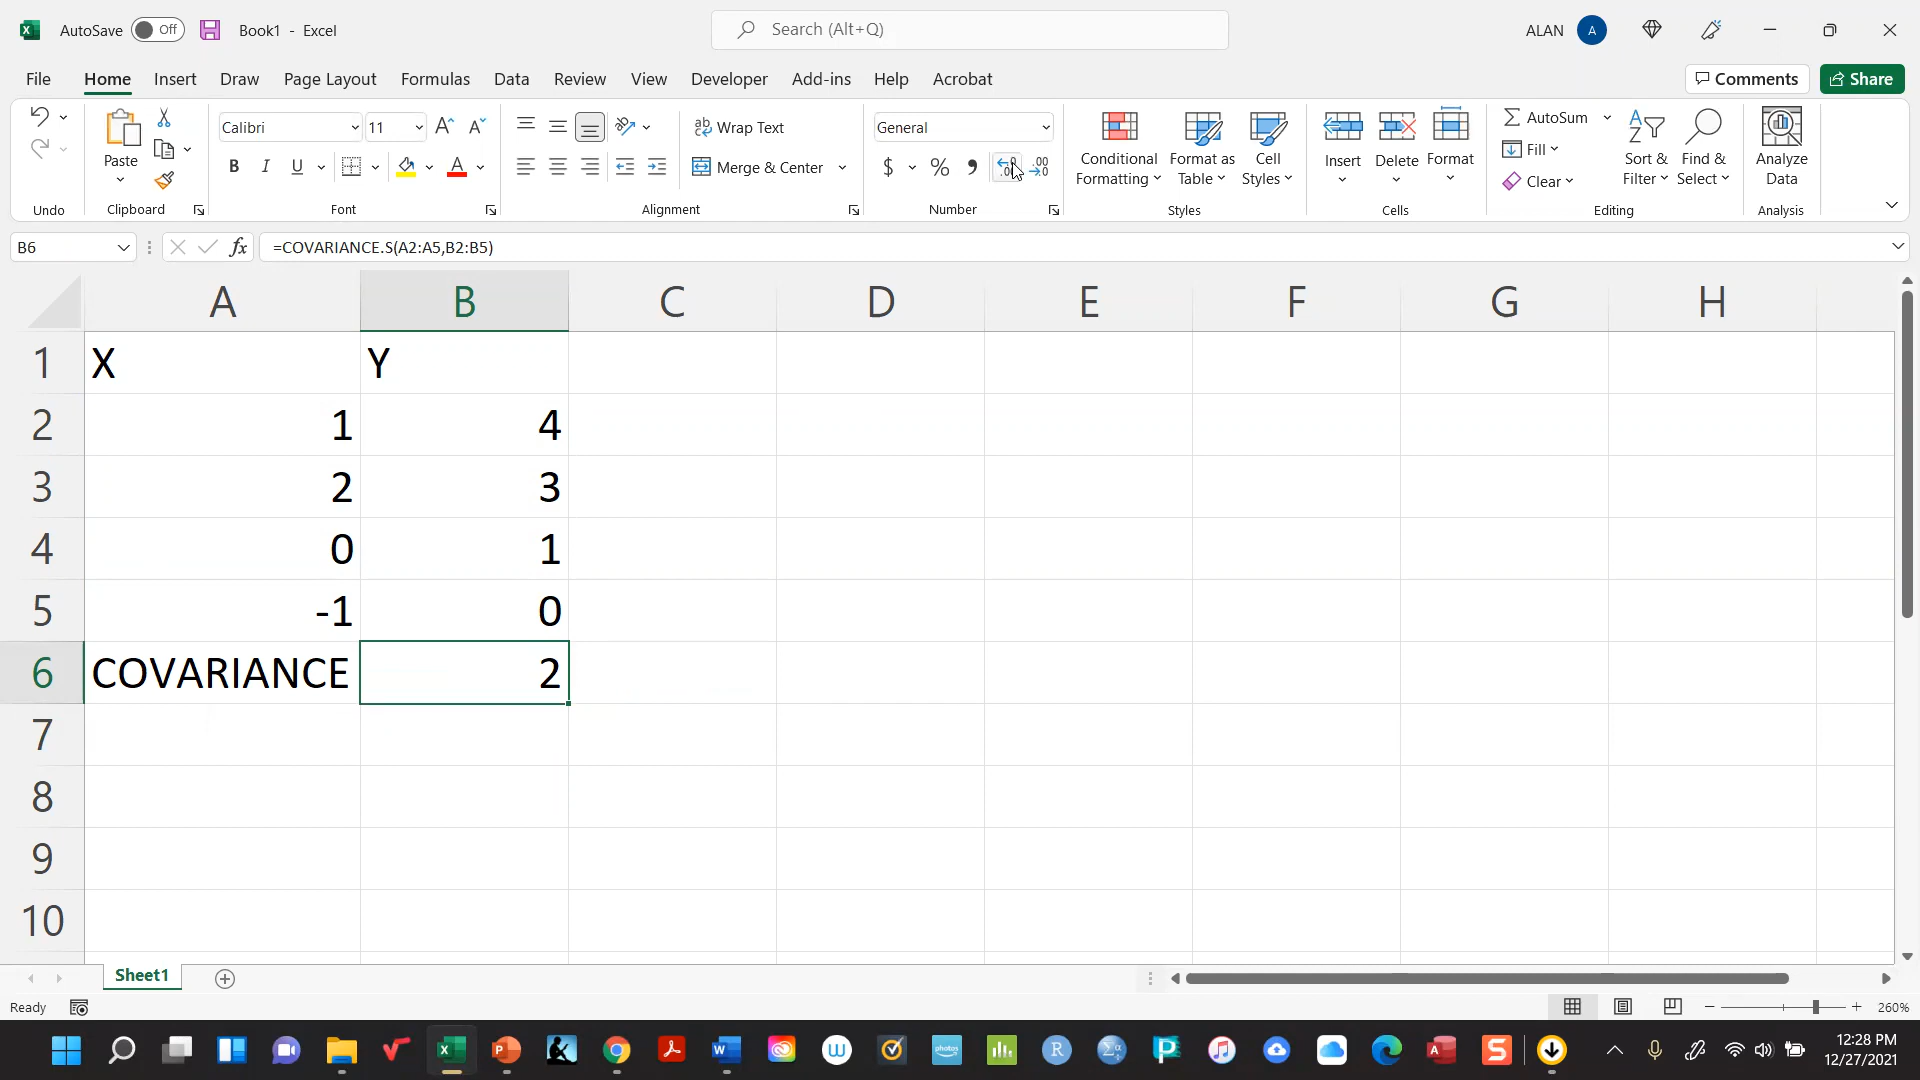 AutoSave Off Book1 - Excel Search (Alt+Q) ALAN A
File Home Insert Draw Page Layout Formulas Data Review View Developer Add-ins Help Acrobat Comments Share
Paste Calibri 11 Wrap Text General Conditional Formatting Format as Table Cell Styles Insert Delete Format AutoSum Sort & Filter Find & Select Analyze Data
B I U Merge & Center $ % Fill Clear
Undo Clipboard Font Alignment Number Styles Cells Editing Analysis
B6 fx =COVARIANCE.S(A2:A5,B2:B5)
A B C D E F G H
1 X Y
2 1 4
3 2 3
4 0 1
5 -1 0
6 COVARIANCE 2
7
8
9
10
Sheet1
Ready 260%
12:28 PM
12/27/2021